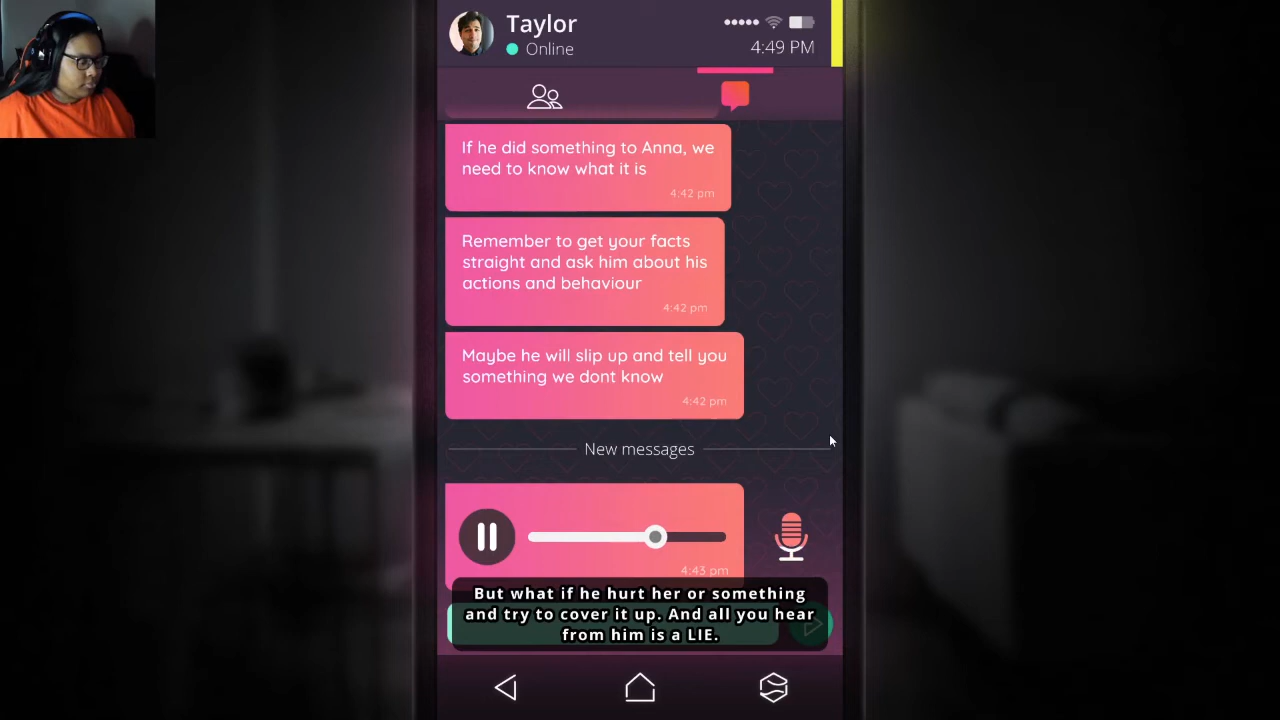 Taylor
Online
4:49 PM
If he did something to Anna, we
need to know what it is
4:42 pm
Remember to get your facts
straight and ask him about his
actions and behaviour
4:42 pm
Maybe he will slip up and tell you
something we dont know
4:42 pm
New messages
4:43 pm
But what if he hurt her or something
and try to cover it up. And all you hear
from him is a LIE.